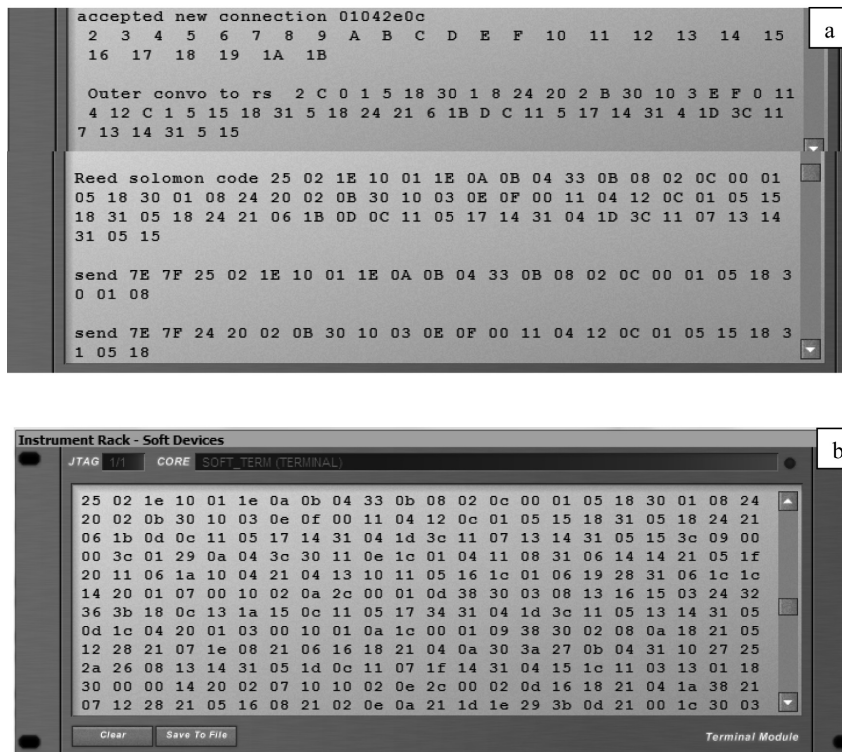 accepted new connection 01042e0c
2 3 4 5 6 7 8 9 A B C D E F 10 11 12 13 14 15
16 17 18 19 1A 1B
a
Outer convo to rs 2 C 0 1 5 18 30 1 8 24 20 2 B 30 10 3 E F 0 11
4 12 C 1 5 15 18 31 5 18 24 21 6 1B D C 11 5 17 14 31 4 1D 3C 11
7 13 14 31 5 15
Reed solomon code 25 02 1E 10 01 1E 0A 0B 04 33 0B 08 02 0C 00 01
05 18 30 01 08 24 20 02 0B 30 10 03 0E 0F 00 11 04 12 0C 01 05 15
18 31 05 18 24 21 06 1B 0D 0C 11 05 17 14 31 04 1D 3C 11 07 13 14
31 05 15
send 7E 7F 25 02 1E 10 01 1E 0A 0B 04 33 0B 08 02 0C 00 01 05 18 3
0 01 08
send 7E 7F 24 20 02 0B 30 10 03 0E 0F 00 11 04 12 0C 01 05 15 18 3
1 05 18
Instrument Rack - Soft Devices
b
JTAG 1/1 CORE SOFT_TERM (TERMINAL)
25 02 1e 10 01 1e 0a 0b 04 33 0b 08 02 0c 00 01 05 18 30 01 08 24
20 02 0b 30 10 03 0e 0f 00 11 04 12 0c 01 05 15 18 31 05 18 24 21
06 1b 0d 0c 11 05 17 14 31 04 1d 3c 11 07 13 14 31 05 15 3c 09 00
00 3c 01 29 0a 04 3c 30 11 0e 1c 01 04 11 08 31 06 14 14 21 05 1f
20 11 06 1a 10 04 21 04 13 10 11 05 16 1c 01 06 19 28 31 06 1c 1c
14 20 01 07 00 10 02 0a 2c 00 01 0d 38 30 03 08 13 16 15 03 24 32
36 3b 18 0c 13 1a 15 0c 11 05 17 34 31 04 1d 3c 11 05 13 14 31 05
0d 1c 04 20 01 03 00 10 01 0a 1c 00 01 09 38 30 02 08 0a 18 21 05
12 28 21 07 1e 08 21 06 16 18 21 04 0a 30 3a 27 0b 04 31 10 27 25
2a 26 08 13 14 31 05 1d 0c 11 07 1f 14 31 04 15 1c 11 03 13 01 18
30 00 00 14 20 02 07 10 10 02 0e 2c 00 02 0d 16 18 21 04 1a 38 21
07 12 28 21 05 16 08 21 02 0e 0a 21 1d 1e 29 3b 0d 21 00 1c 30 03
Clear Save To File Terminal Module